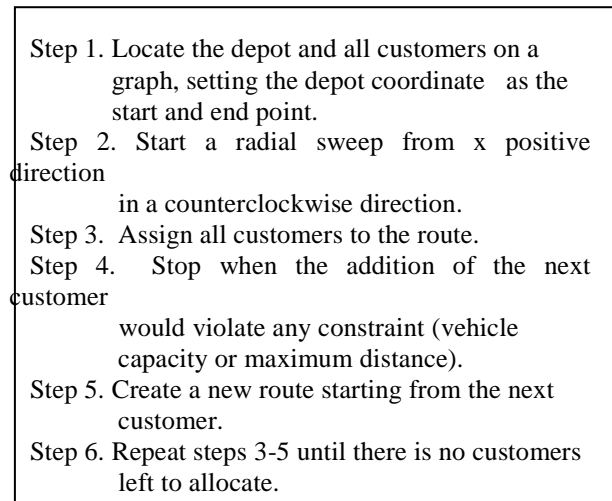 Step 1. Locate the depot and all customers on a
graph, setting the depot coordinate as the
start and end point.
Step 2. Start a radial sweep from x positive
direction
in a counterclockwise direction.
Step 3. Assign all customers to the route.
Step 4. Stop when the addition of the next
customer
would violate any constraint (vehicle
capacity or maximum distance).
Step 5. Create a new route starting from the next
customer.
Step 6. Repeat steps 3-5 until there is no customers
left to allocate.